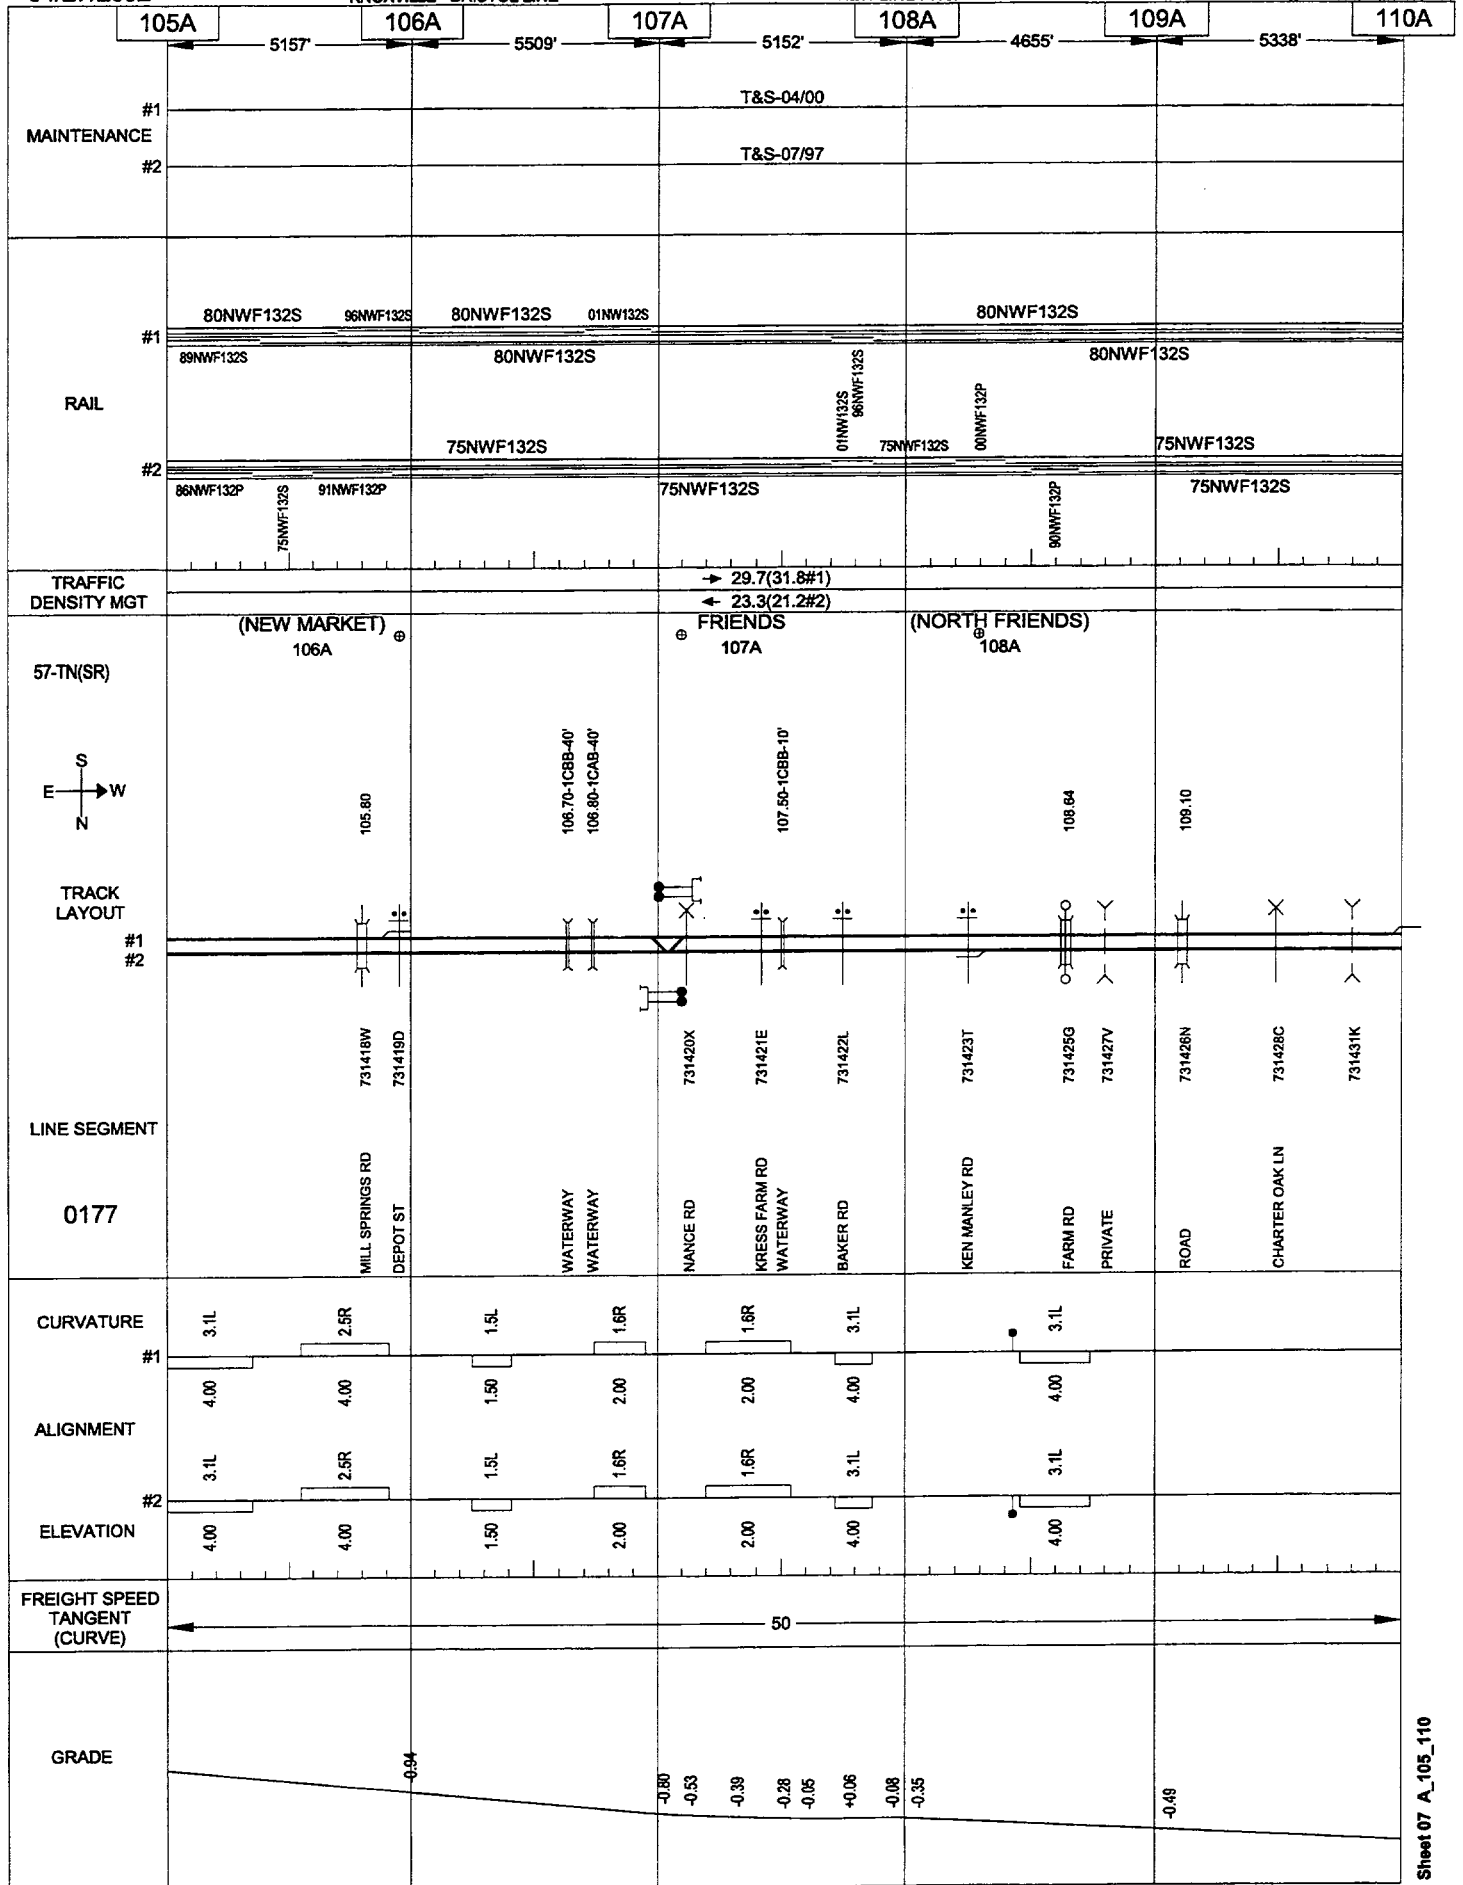 105A 106A 107A 108A 109A 110A
5157' 5509' 5152' 4655' 5338'
#1 T&S-04/00
MAINTENANCE
#2 T&S-07/97
80NWF132S 96NWF132S 80NWF132S 01NW132S 80NWF132S
#1
89NWF132S 80NWF132S 80NWF132S
RAIL
01NW132S 96NWF132S 00NWF132P
75NWF132S 75NWF132S 75NWF132S
#2
86NWF132P 75NWF132S 91NWF132P 75NWF132S 90NWF132P 75NWF132S
TRAFFIC
DENSITY MGT
→ 29.7(31.8#1)
← 23.3(21.2#2)
(NEW MARKET) FRIENDS (NORTH FRIENDS)
106A 107A 108A
57-TN(SR)
S
E W
N
105.80 106.70-1CBB-40' 106.80-1CAB-40' 107.50-1CBB-10' 108.64 109.10
TRACK
LAYOUT
#1
#2
731418W 731419D 731420X 731421E 731422L 731423T 731425G 731427V 731426N 731428C 731431K
LINE SEGMENT
0177
MILL SPRINGS RD DEPOT ST WATERWAY WATERWAY NANCE RD KRESS FARM RD WATERWAY BAKER RD KEN MANLEY RD FARM RD PRIVATE ROAD CHARTER OAK LN
CURVATURE
3.1L 2.5R 1.5L 1.6R 1.6R 3.1L 3.1L
#1
4.00 4.00 1.50 2.00 2.00 4.00 4.00
ALIGNMENT
3.1L 2.5R 1.5L 1.6R 1.6R 3.1L 3.1L
#2
ELEVATION
4.00 4.00 1.50 2.00 2.00 4.00 4.00
FREIGHT SPEED
TANGENT
(CURVE)
50
GRADE
-0.94 -0.80 -0.53 -0.39 -0.28 -0.05 +0.06 -0.08 -0.35 -0.49
Sheet 07 A_105_110